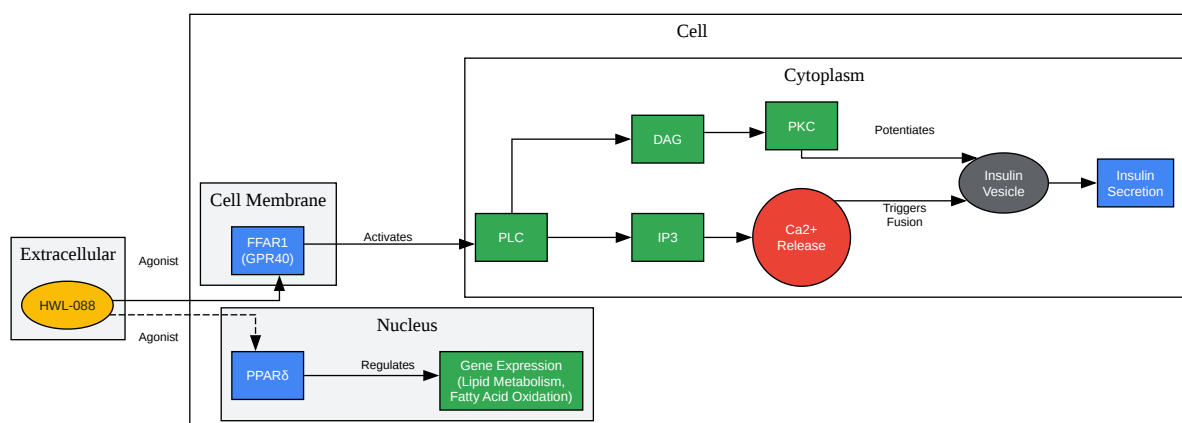 Cell
Cytoplasm
DAG
PKC
Potentiates
Insulin
Vesicle
Insulin
Secretion
Cell Membrane
FFAR1
(GPR40)
Activates
PLC
IP3
Ca2+
Release
Triggers
Fusion
Extracellular
HWL-088
Agonist
Agonist
Nucleus
PPARδ
Regulates
Gene Expression
(Lipid Metabolism,
Fatty Acid Oxidation)